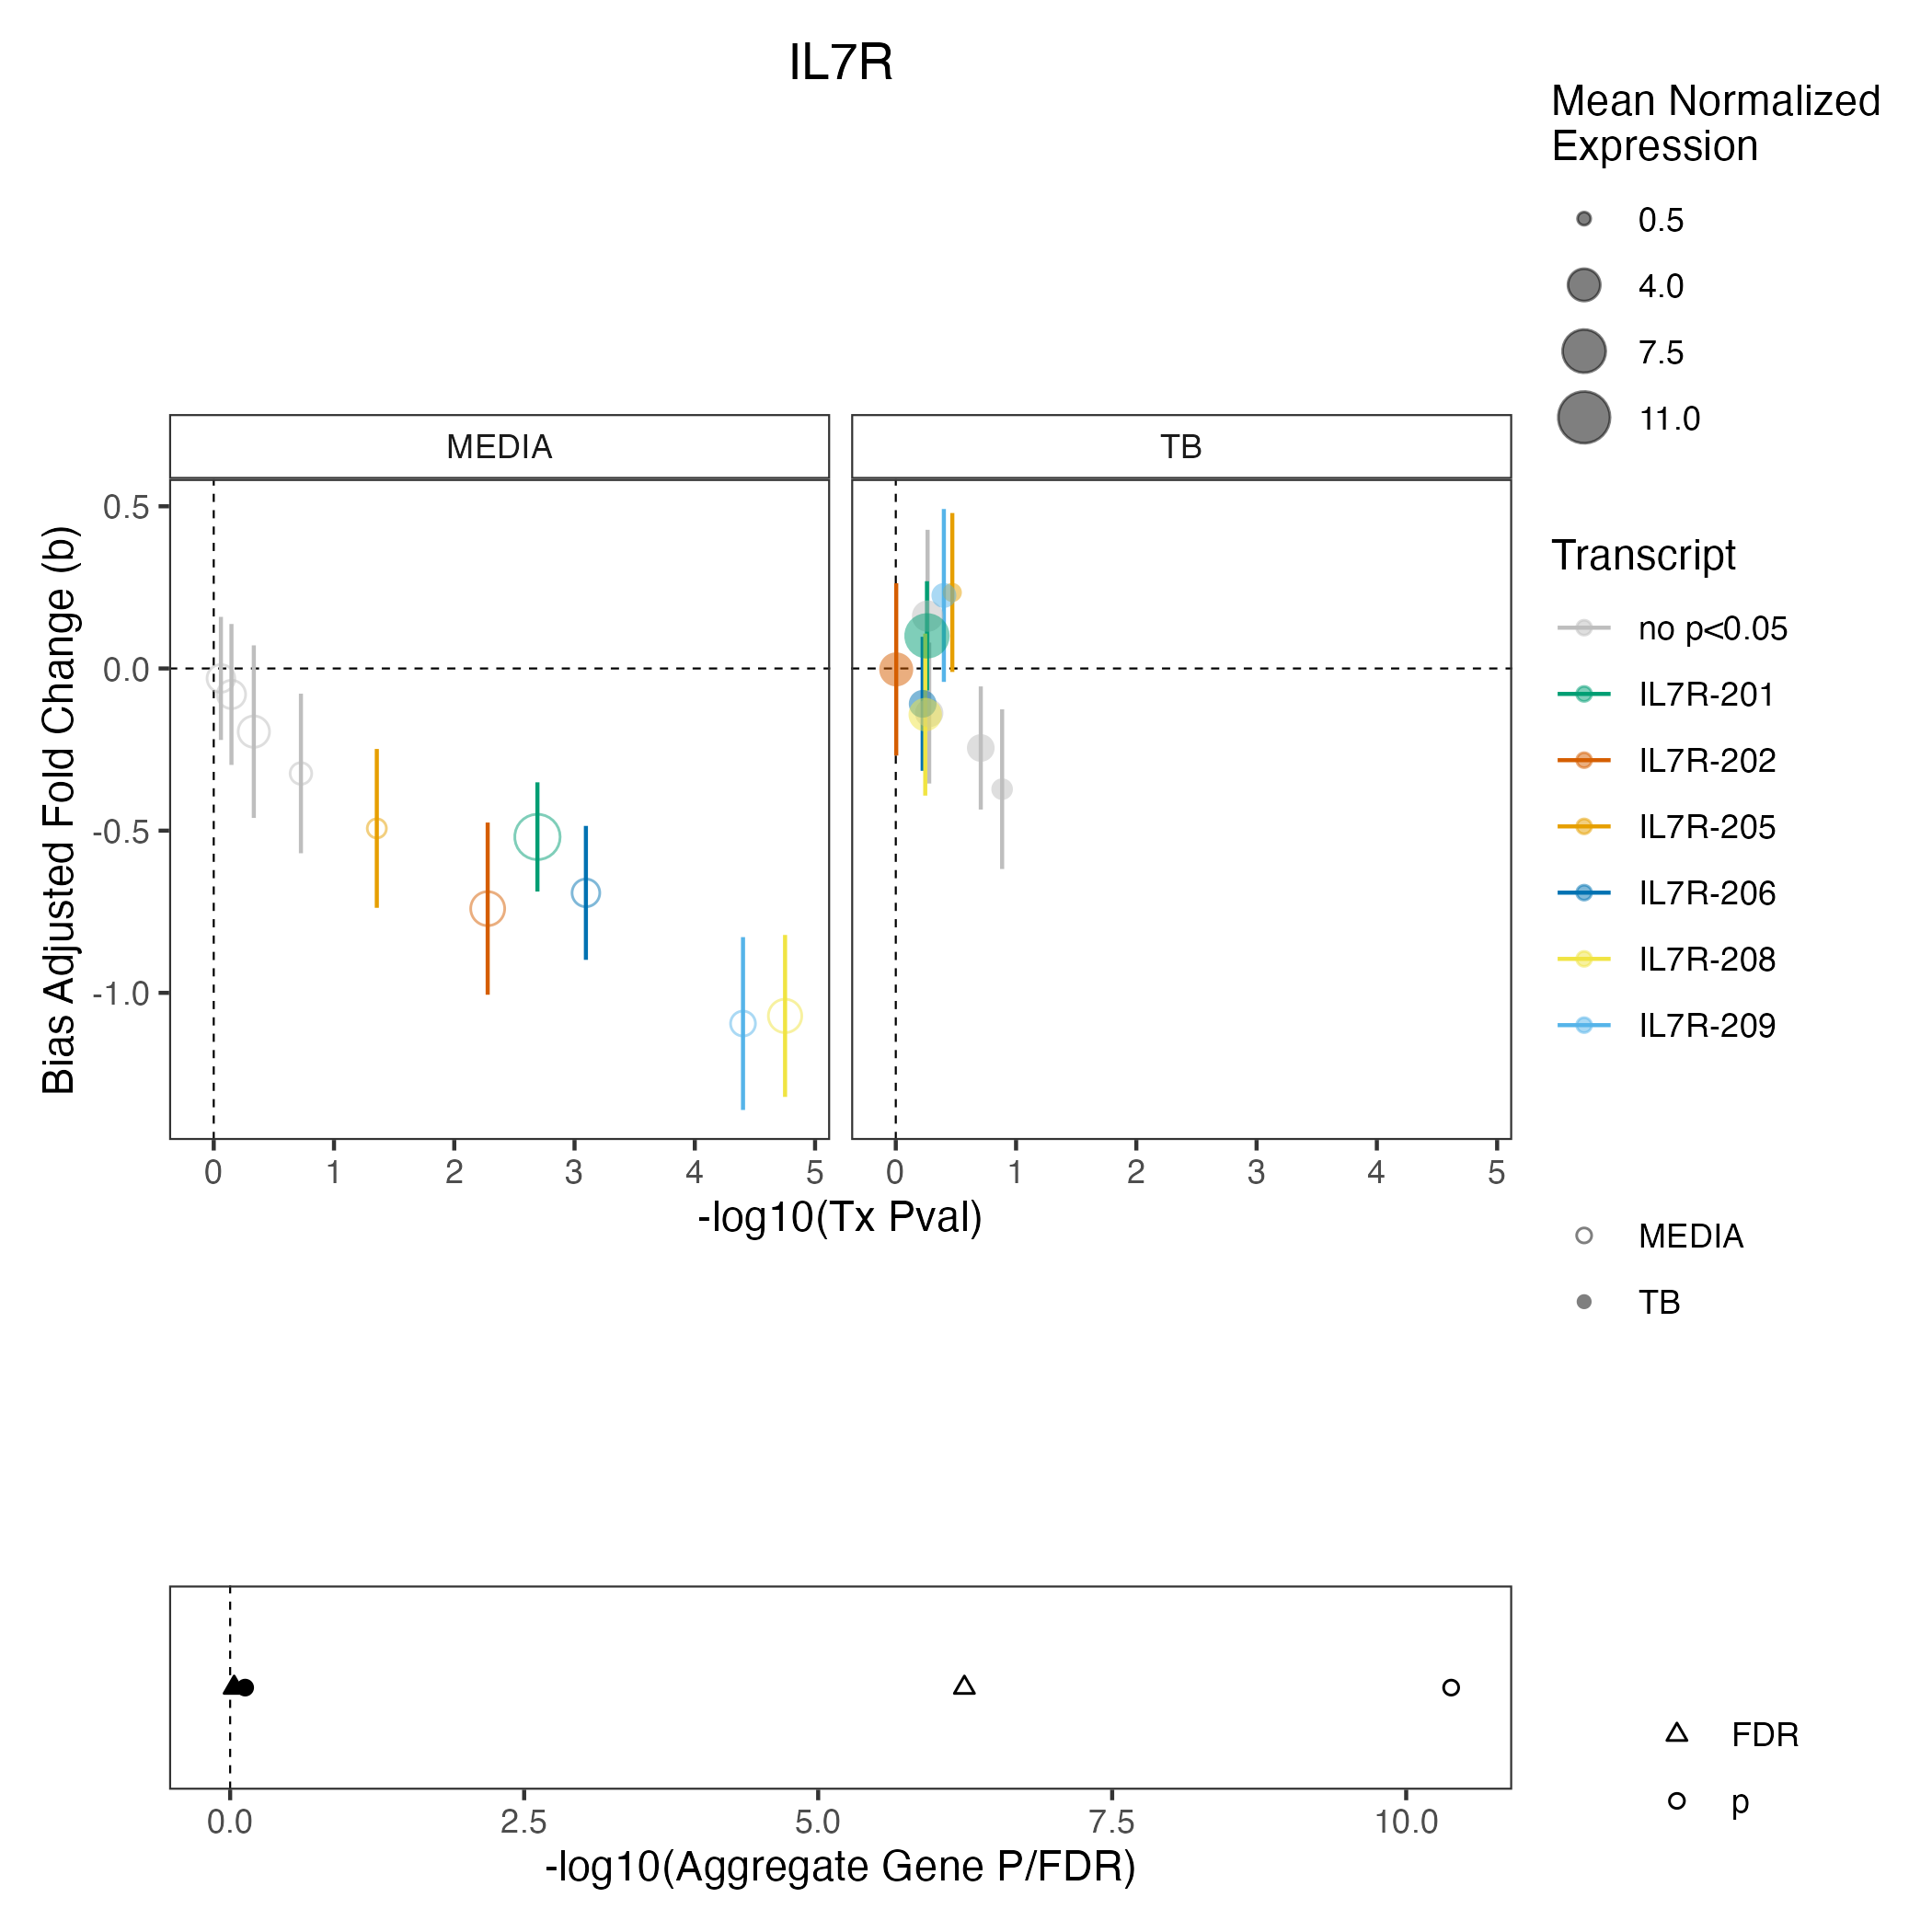 IL7R
Mean Normalized
Expression
0.5
4.0
7.5
11.0
MEDIA
TB
0.5
0.0
-0.5
-1.0
Bias Adjusted Fold Change (b)
0 1 2 3 4 5
0 1 2 3 4 5
-log10(Tx Pval)
Transcript
no p<0.05
IL7R-201
IL7R-202
IL7R-205
IL7R-206
IL7R-208
IL7R-209
MEDIA
TB
0.0 2.5 5.0 7.5 10.0
-log10(Aggregate Gene P/FDR)
FDR
p